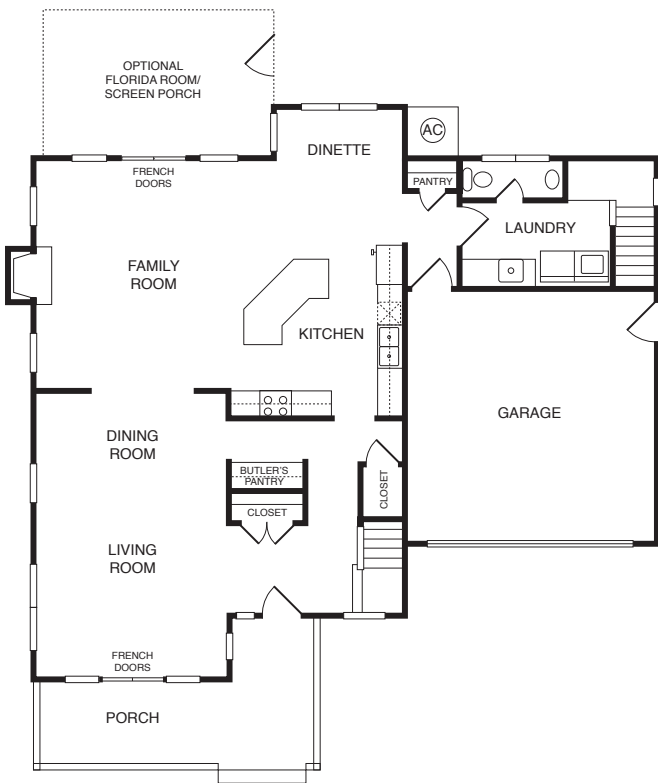 OPTIONAL
FLORIDA ROOM/
SCREEN PORCH
AC
DINETTE
FRENCH
DOORS
PANTRY
LAUNDRY
FAMILY
ROOM
KITCHEN
GARAGE
DINING
ROOM
BUTLER'S
PANTRY
CLOSET
CLOSET
LIVING
ROOM
FRENCH
DOORS
PORCH